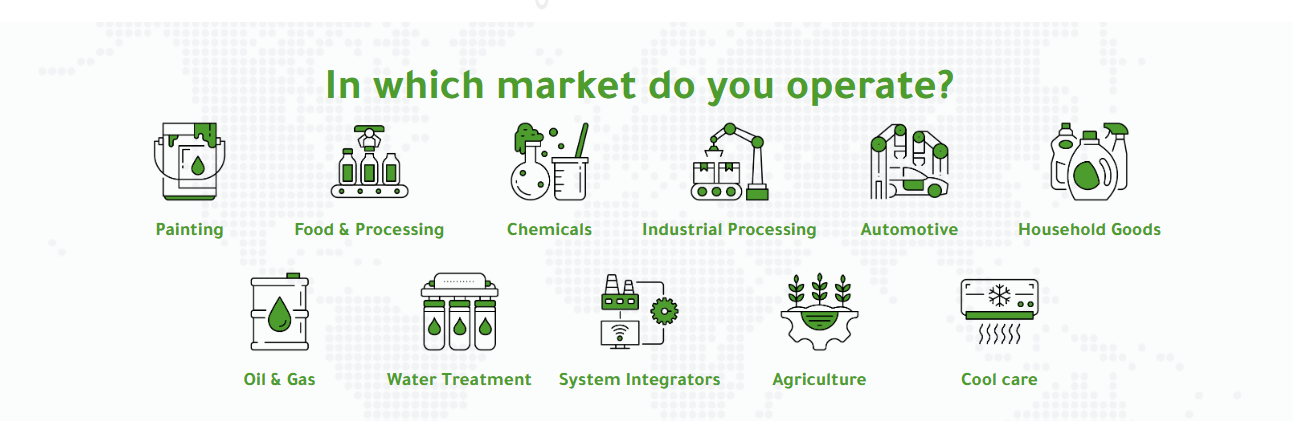 In which market do you operate?
Painting
Food & Processing
Chemicals
Industrial Processing
Automotive
Household Goods
Oil & Gas
Water Treatment
System Integrators
Agriculture
Cool care